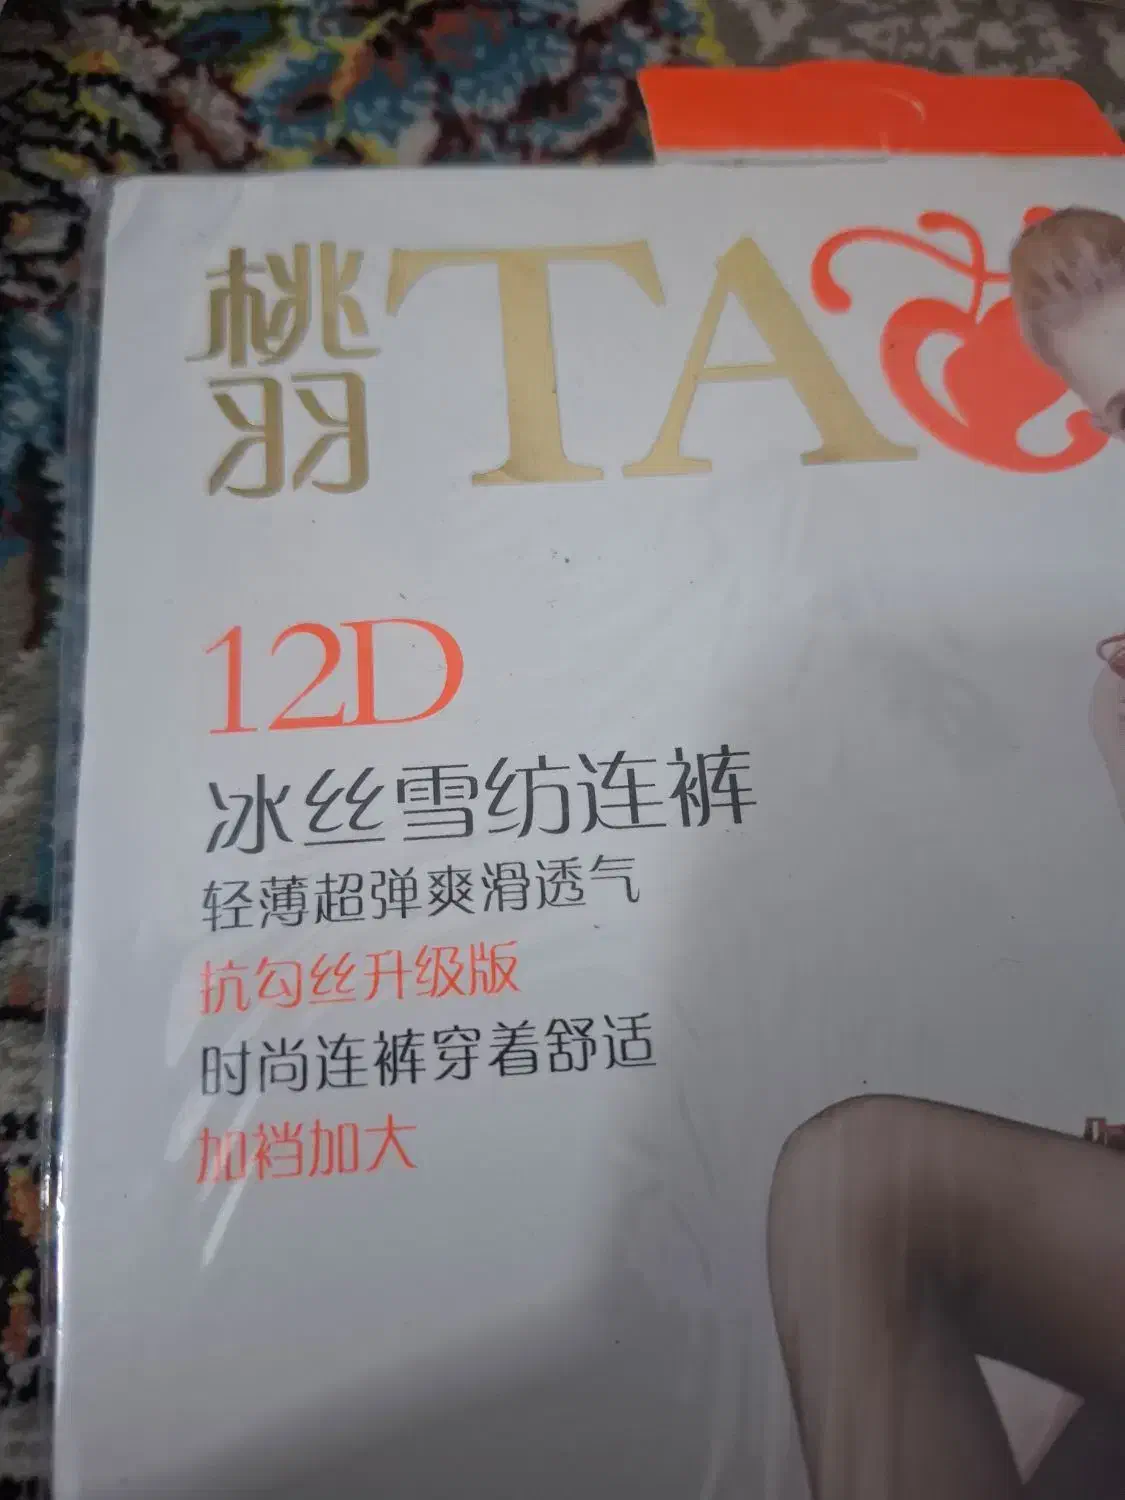 桃羽 TA
12D
冰丝雪纺连裤
轻薄超弹爽滑透气
抗勾丝升级版
时尚连裤穿着舒适
加裆加大